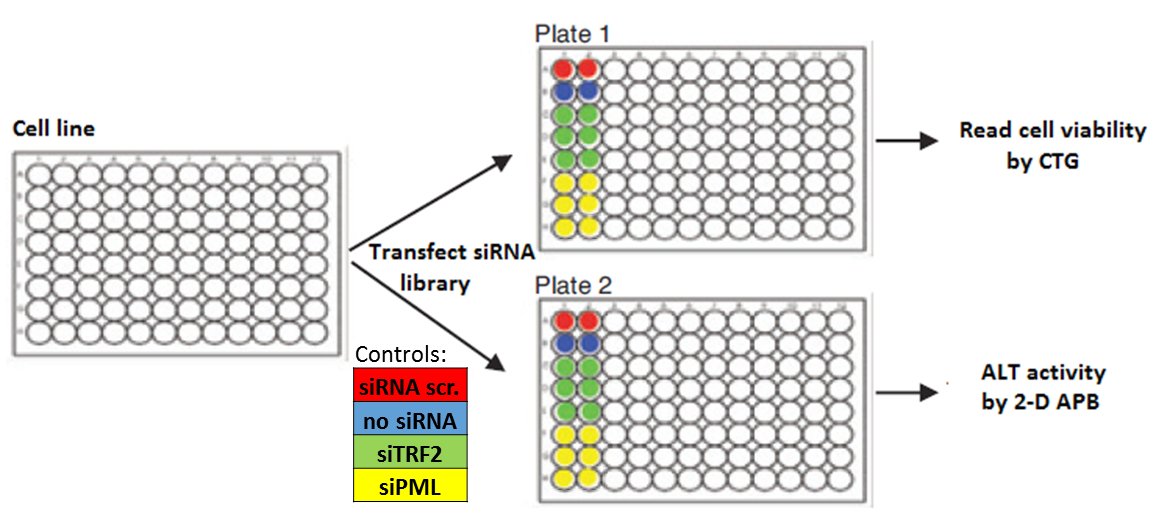 Plate 1
Cell line
Read cell viability
by CTG
Transfect siRNA
library
Plate 2
Controls:
siRNA scr.
no siRNA
siTRF2
siPML
ALT activity
by 2-D APB